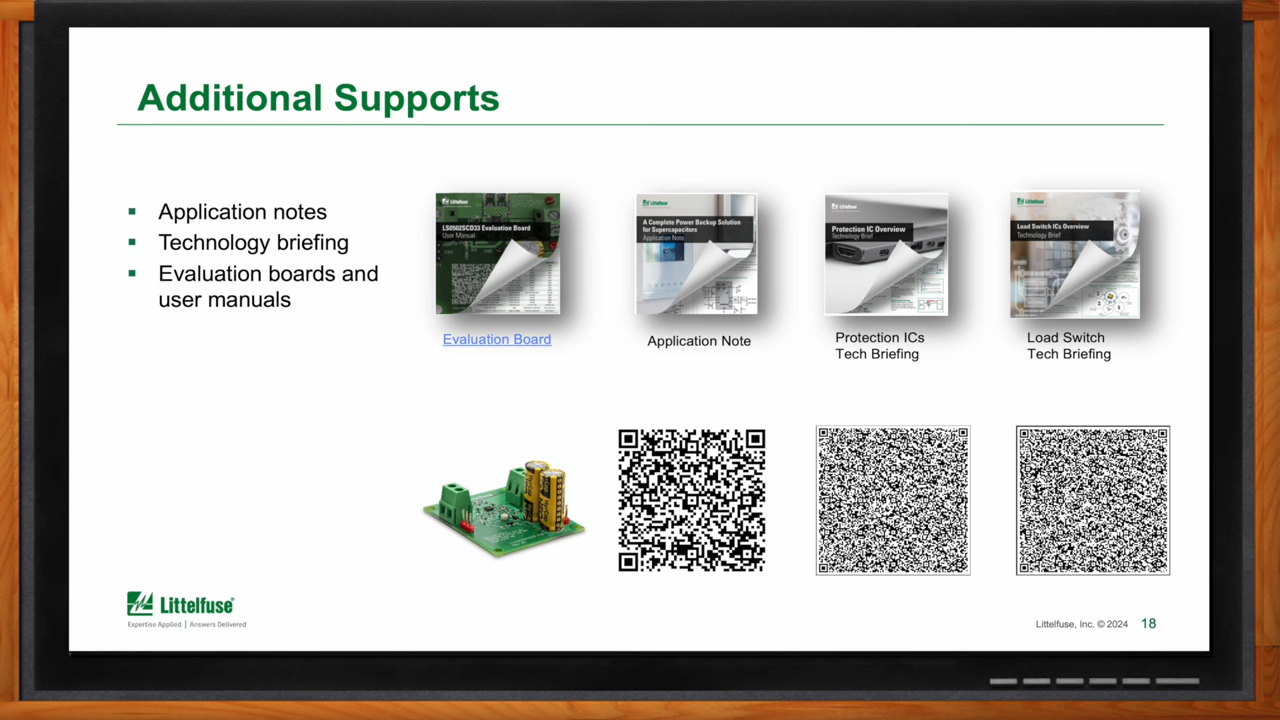 Additional Supports
Application notes
Technology briefing
Evaluation boards and
user manuals
Littelfuse
LS0502SCD33 Evaluation Board
User Manual
Evaluation Board
Littelfuse
A Complete Power Backup Solution
for Supercapacitors
Application Note
Application Note
Littelfuse
Protection IC Overview
Technology Brief
Protection ICs
Tech Briefing
Littelfuse
Load Switch ICs Overview
Technology Brief
Load Switch
Tech Briefing
Littelfuse®
Expertise Applied | Answers Delivered
Littelfuse, Inc. © 2024 18